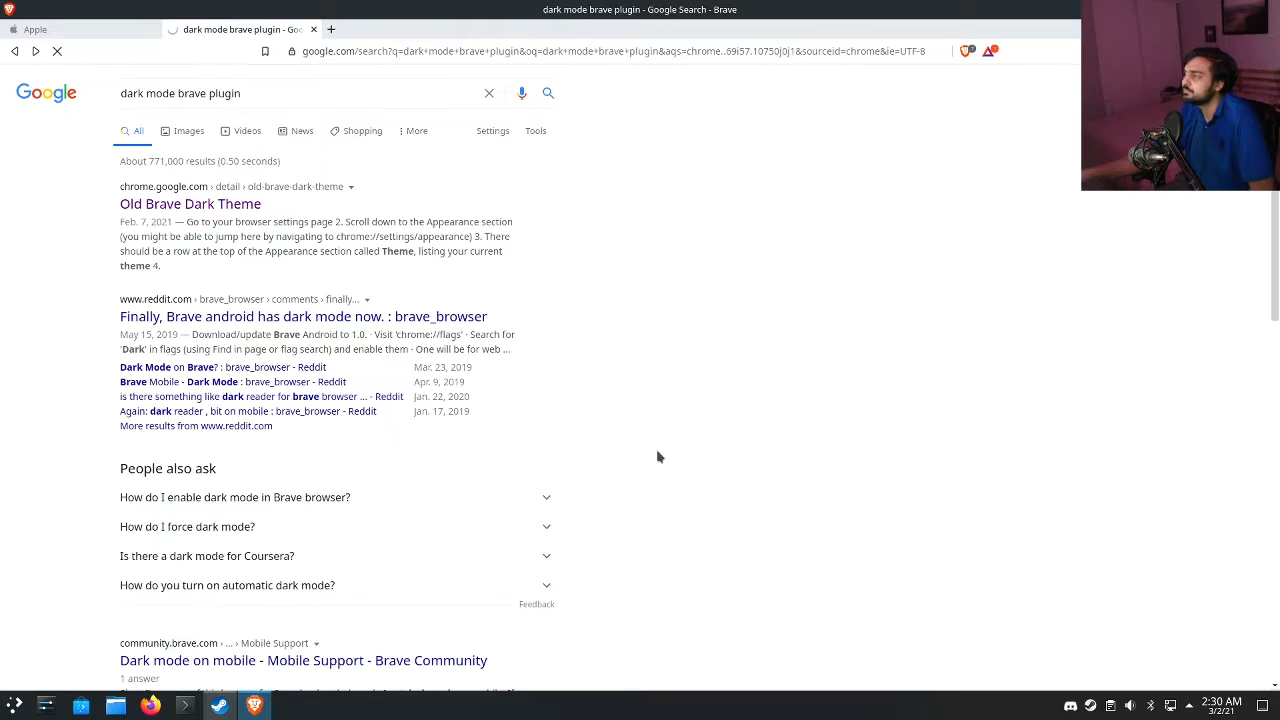 dark mode brave plugin - Google Search - Brave
Apple
dark mode brave plugin - Goo
google.com/search?q=dark+mode+brave+plugin&oq=dark+mode+brave+plugin&aqs=chrome..69i57.10750j0j1&sourceid=chrome&ie=UTF-8
Google
dark mode brave plugin
All
Images
Videos
News
Shopping
More
Settings
Tools
About 771,000 results (0.50 seconds)
chrome.google.com › detail › old-brave-dark-theme
Old Brave Dark Theme
Feb. 7, 2021 — Go to your browser settings page 2. Scroll down to the Appearance section
(you might be able to jump here by navigating to chrome://settings/appearance) 3. There
should be a row at the top of the Appearance section called Theme, listing your current
theme 4.
www.reddit.com › brave_browser › comments › finally...
Finally, Brave android has dark mode now. : brave_browser
May 15, 2019 — Download/update Brave Android to 1.0. · Visit 'chrome://flags' · Search for
'Dark' in flags (using Find in page or flag search) and enable them · One will be for web ...
Dark Mode on Brave? : brave_browser - Reddit
Mar. 23, 2019
Brave Mobile - Dark Mode : brave_browser - Reddit
Apr. 9, 2019
is there something like dark reader for brave browser ... - Reddit
Jan. 22, 2020
Again: dark reader , bit on mobile : brave_browser - Reddit
Jan. 17, 2019
More results from www.reddit.com
People also ask
How do I enable dark mode in Brave browser?
How do I force dark mode?
Is there a dark mode for Coursera?
How do you turn on automatic dark mode?
Feedback
community.brave.com › ... › Mobile Support
Dark mode on mobile - Mobile Support - Brave Community
1 answer
2:30 AM
3/2/21